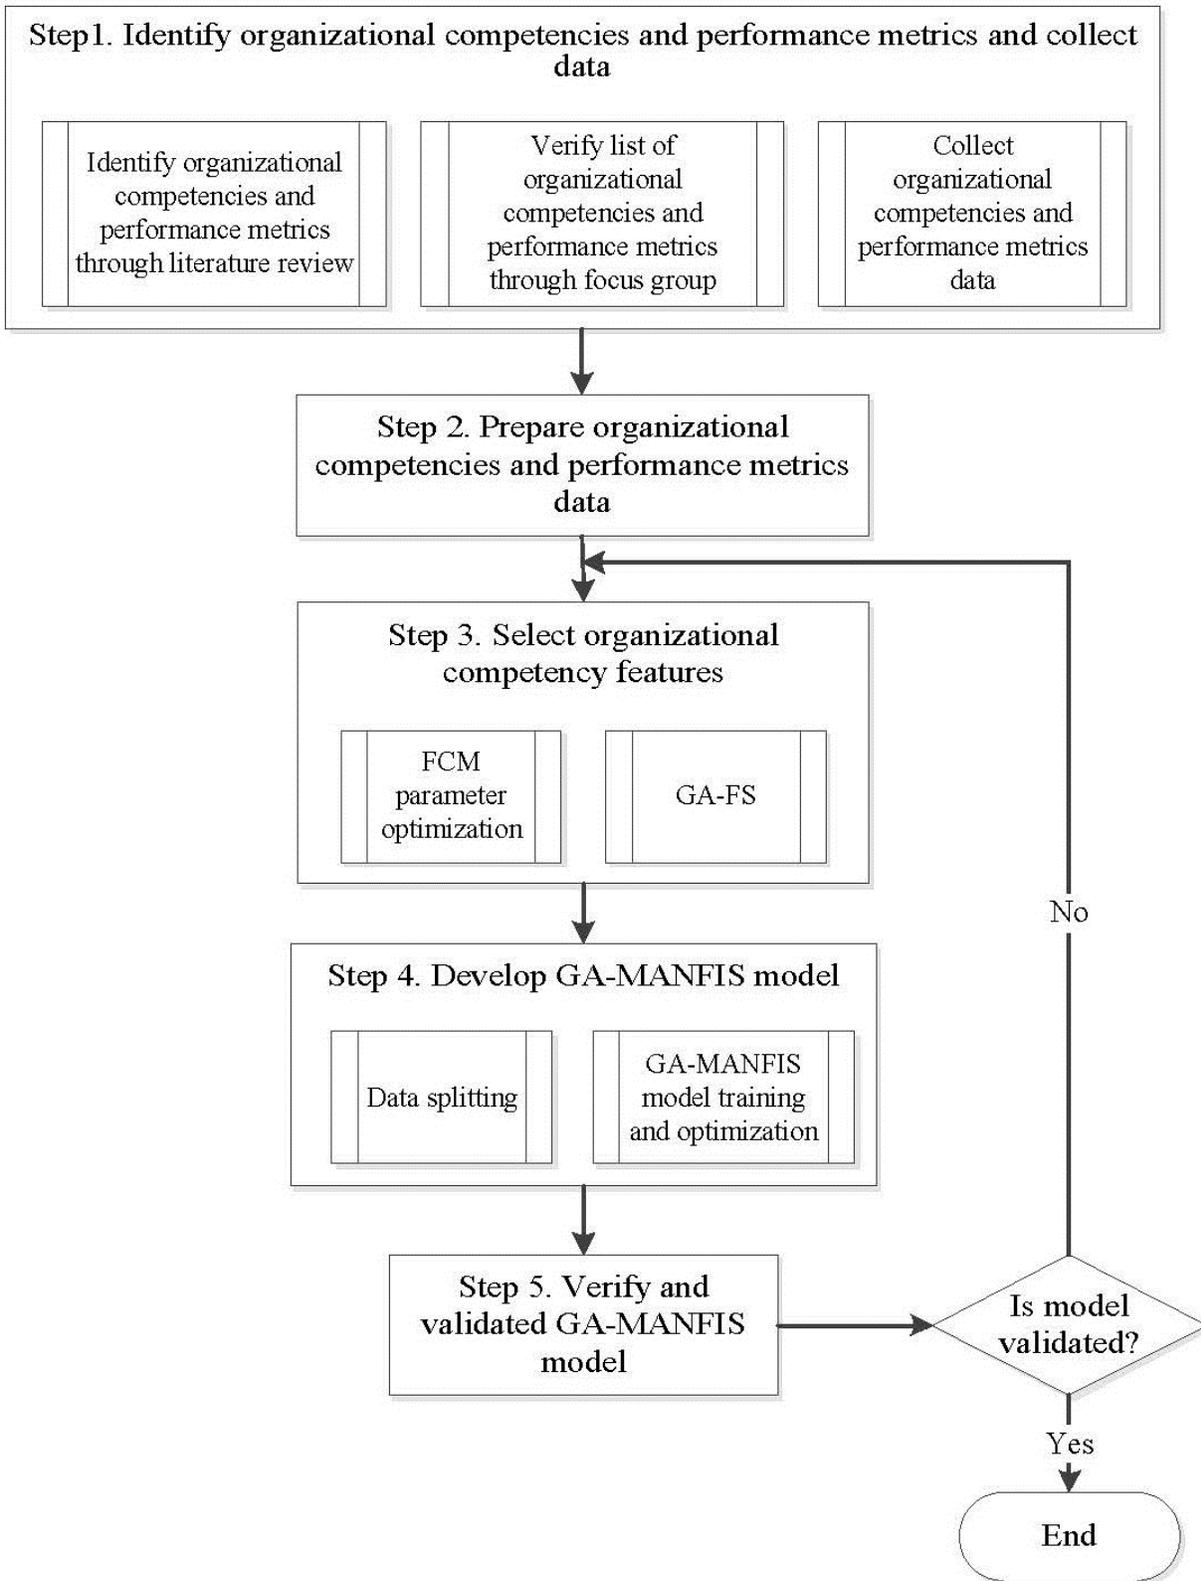 Step1. Identify organizational competencies and performance metrics and collect
data
Identify organizational
competencies and
performance metrics
through literature review
Verify list of
organizational
competencies and
performance metrics
through focus group
Collect
organizational
competencies and
performance metrics
data
Step 2. Prepare organizational
competencies and performance metrics
data
Step 3. Select organizational
competency features
FCM
parameter
optimization
GA-FS
No
Step 4. Develop GA-MANFIS model
Data splitting
GA-MANFIS
model training
and optimization
Step 5. Verify and
validated GA-MANFIS
model
Is model
validated?
Yes
End